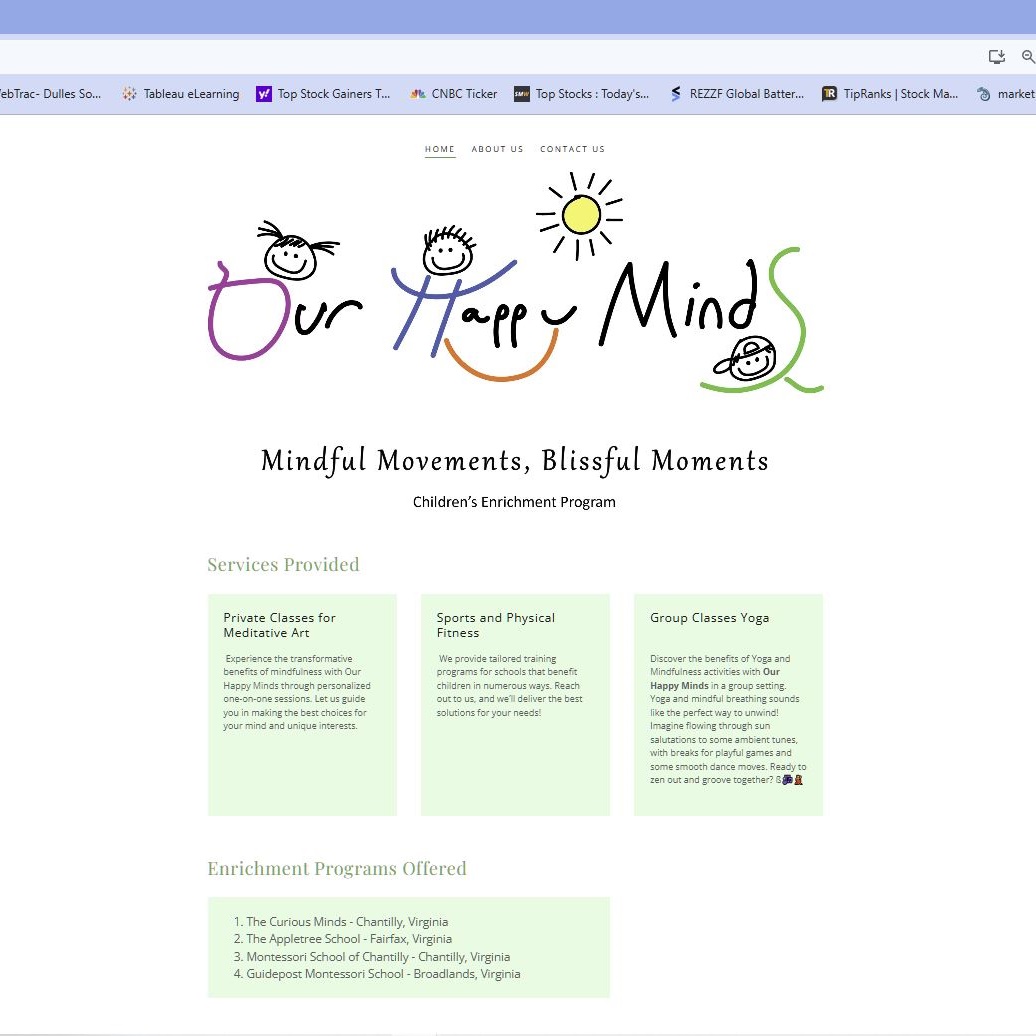 WebTrac- Dulles So... Tableau eLearning Top Stock Gainers T... CNBC Ticker Top Stocks : Today's... REZZF Global Batter... TipRanks | Stock Ma... market
HOME ABOUT US CONTACT US
Our Happy Minds
Mindful Movements, Blissful Moments
Children's Enrichment Program
Services Provided
Private Classes for
Meditative Art
Experience the transformative
benefits of mindfulness with Our
Happy Minds through personalized
one-on-one sessions. Let us guide
you in making the best choices for
your mind and unique interests.
Sports and Physical
Fitness
We provide tailored training
programs for schools that benefit
children in numerous ways. Reach
out to us, and we'll deliver the best
solutions for your needs!
Group Classes Yoga
Discover the benefits of Yoga and
Mindfulness activities with Our
Happy Minds in a group setting.
Yoga and mindful breathing sounds
like the perfect way to unwind!
Imagine flowing through sun
salutations to some ambient tunes,
with breaks for playful games and
some smooth dance moves. Ready to
zen out and groove together?
Enrichment Programs Offered
1. The Curious Minds - Chantilly, Virginia
2. The Appletree School - Fairfax, Virginia
3. Montessori School of Chantilly - Chantilly, Virginia
4. Guidepost Montessori School - Broadlands, Virginia